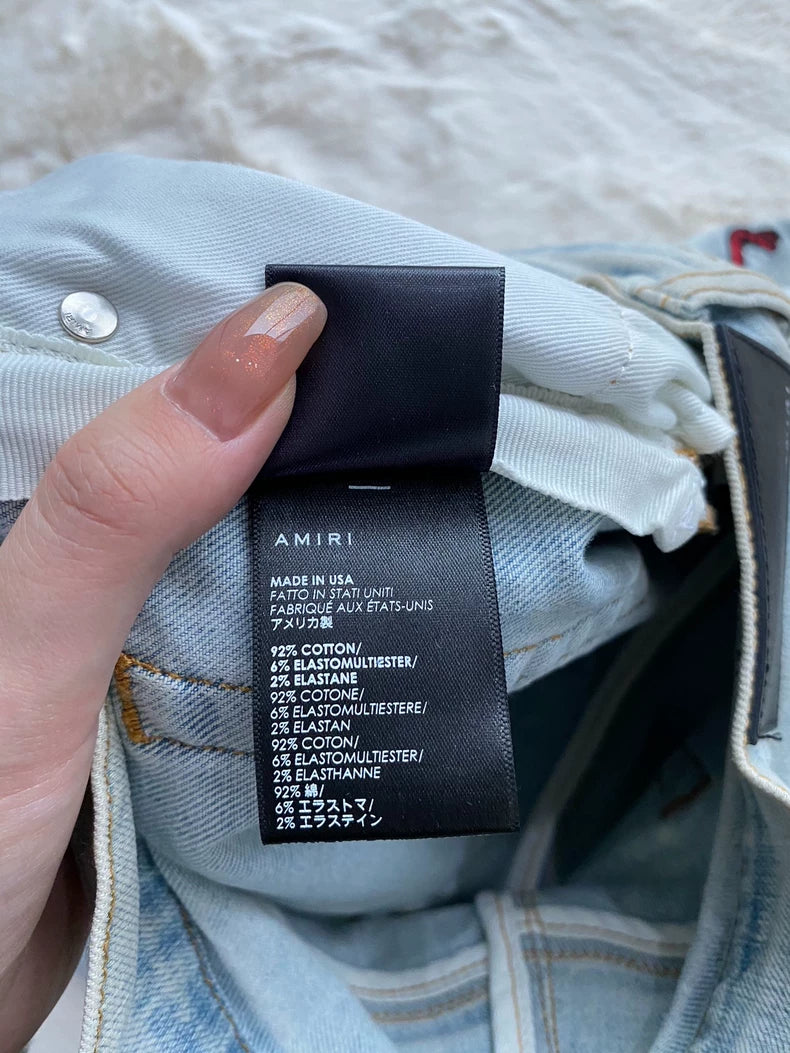 AMIRI
MADE IN USA
FATTO IN STATI UNITI
FABRIQUÉ AUX ÉTATS-UNIS
アメリカ製
92% COTTON/
6% ELASTOMULTIESTER/
2% ELASTANE
92% COTONE/
6% ELASTOMULTIESTERE/
2% ELASTAN
92% COTON/
6% ELASTOMULTIESTER/
2% ELASTHANNE
92% 綿/
6% エラストマ/
2% エラステイン